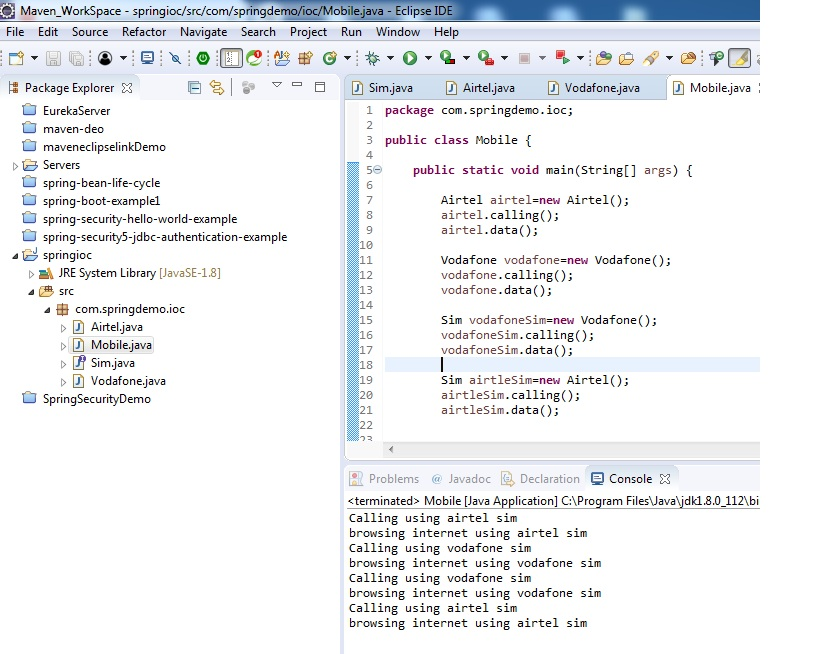 Maven_WorkSpace - springioc/src/com/springdemo/ioc/Mobile.java - Eclipse IDE
File Edit Source Refactor Navigate Search Project Run Window Help
Package Explorer
EurekaServer
maven-deo
maveneclipselinkDemo
Servers
spring-bean-life-cycle
spring-boot-example1
spring-security-hello-world-example
spring-security5-jdbc-authentication-example
springioc
JRE System Library [JavaSE-1.8]
src
com.springdemo.ioc
Airtel.java
Mobile.java
Sim.java
Vodafone.java
SpringSecurityDemo
Sim.java Airtel.java Vodafone.java Mobile.java
1 package com.springdemo.ioc;
2
3 public class Mobile {
4
5 public static void main(String[] args) {
6
7 Airtel airtel=new Airtel();
8 airtel.calling();
9 airtel.data();
10
11 Vodafone vodafone=new Vodafone();
12 vodafone.calling();
13 vodafone.data();
14
15 Sim vodafoneSim=new Vodafone();
16 vodafoneSim.calling();
17 vodafoneSim.data();
18
19 Sim airtleSim=new Airtel();
20 airtleSim.calling();
21 airtleSim.data();
22
23
Problems @ Javadoc Declaration Console
<terminated> Mobile [Java Application] C:\Program Files\Java\jdk1.8.0_112\bi
Calling using airtel sim
browsing internet using airtel sim
Calling using vodafone sim
browsing internet using vodafone sim
Calling using vodafone sim
browsing internet using vodafone sim
Calling using airtel sim
browsing internet using airtel sim